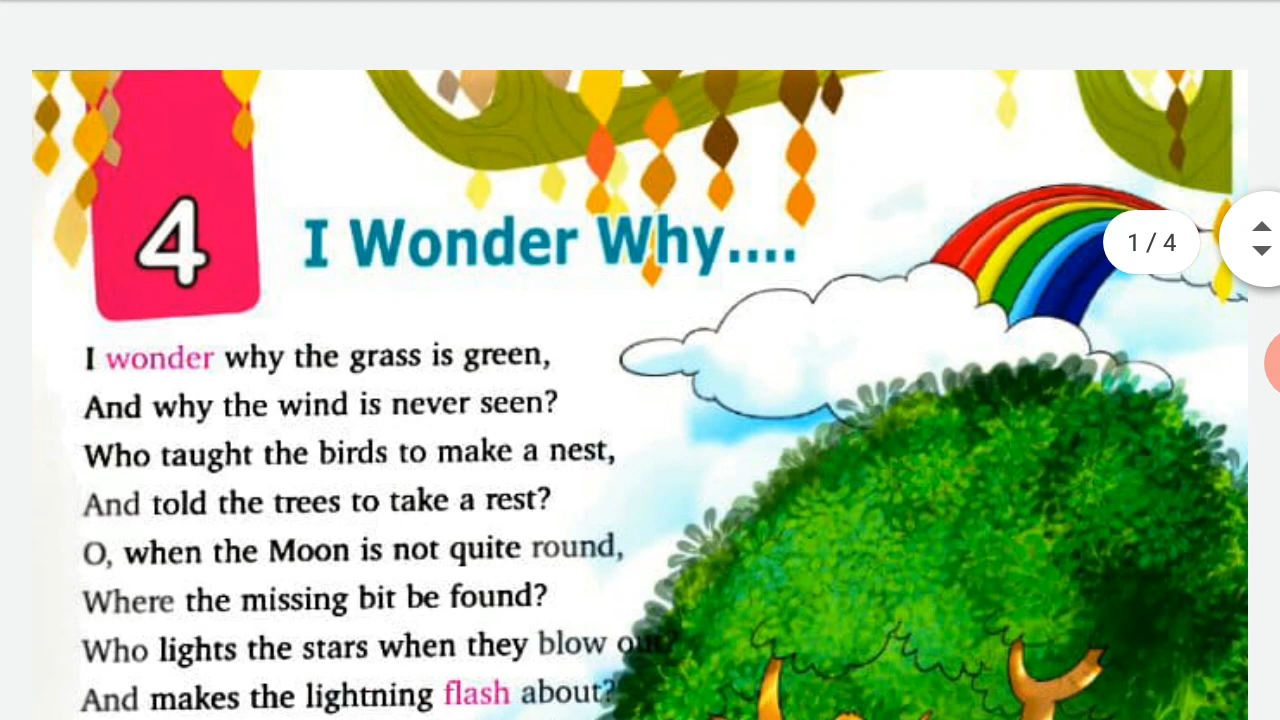 4
I Wonder Why....
1 / 4
I wonder why the grass is green,
And why the wind is never seen?
Who taught the birds to make a nest,
And told the trees to take a rest?
O, when the Moon is not quite round,
Where the missing bit be found?
Who lights the stars when they blow out?
And makes the lightning flash about?